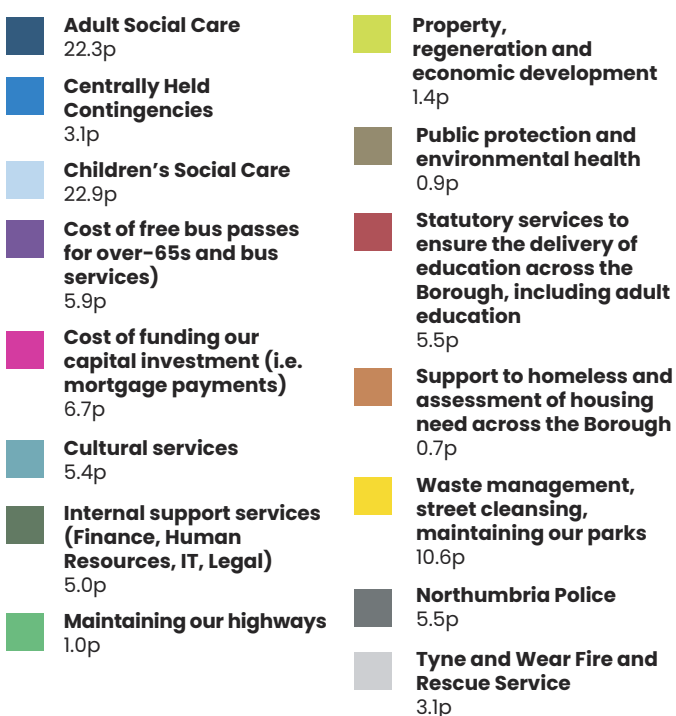 Adult Social Care
22.3p
Centrally Held
Contingencies
3.1p
Children's Social Care
22.9p
Cost of free bus passes
for over-65s and bus
services)
5.9p
Cost of funding our
capital investment (i.e.
mortgage payments)
6.7p
Cultural services
5.4p
Internal support services
(Finance, Human
Resources, IT, Legal)
5.0p
Maintaining our highways
1.0p
Property,
regeneration and
economic development
1.4p
Public protection and
environmental health
0.9p
Statutory services to
ensure the delivery of
education across the
Borough, including adult
education
5.5p
Support to homeless and
assessment of housing
need across the Borough
0.7p
Waste management,
street cleansing,
maintaining our parks
10.6p
Northumbria Police
5.5p
Tyne and Wear Fire and
Rescue Service
3.1p